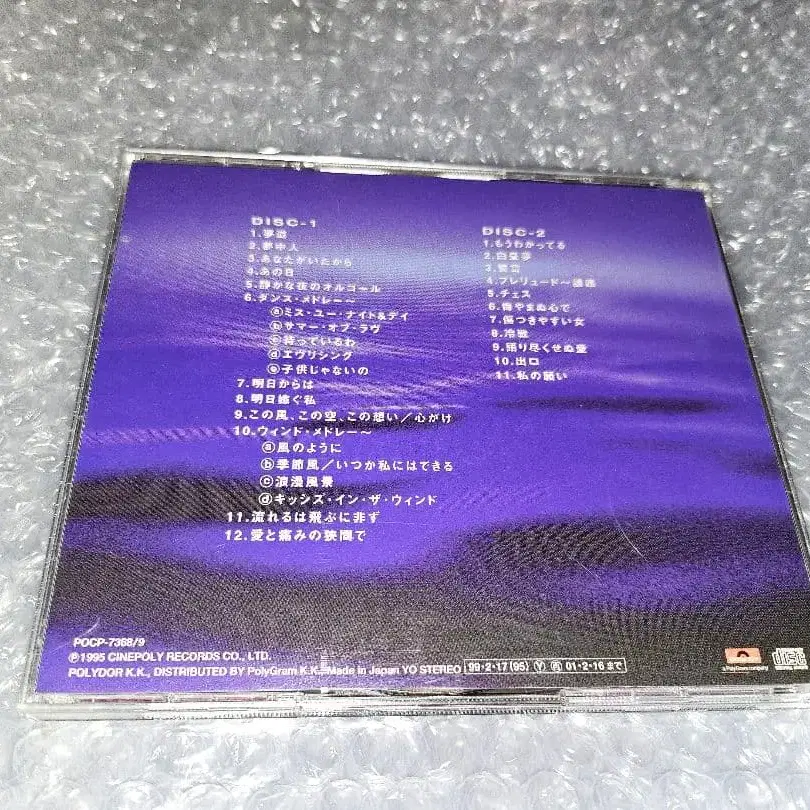 DISC-1
1.夢遊
2.夢中人
3.あなたがいたから
4.あの日
5.静かな夜のオルゴール
6.ダンス・メドレー~
ⓐミス・ユー・ナイト&デイ
ⓑサマー・オブ・ラヴ
ⓒ待っているわ
ⓓエヴリシング
ⓔ子供じゃないの
7.明日からは
8.明日紡ぐ私
9.この風、この空、この想い/心がけ
10.ウィンド・メドレー~
ⓐ風のように
ⓑ季節風/いつか私にはできる
ⓒ浪漫風景
ⓓキッシズ・イン・ザ・ウィンド
11.流れるは飛ぶに非ず
12.愛と痛みの狭間で
DISC-2
1.もうわかってる
2.白昼夢
3.
4.プレリュード~
5.チェス
6.悔やまぬ心で
7.傷つきやすい女
8.冷戦
9.語り尽くせぬ愛
10.出口
11.私の願い
POCP-7368/9
Ⓟ1995 CINEPOLY RECORDS CO., LTD.
POLYDOR K.K., DISTRIBUTED BY PolyGram K.K., Made in Japan YO STEREO 99・2・17(95) Ⓨ 再 01・2・16まで
a PolyGram company
DISC